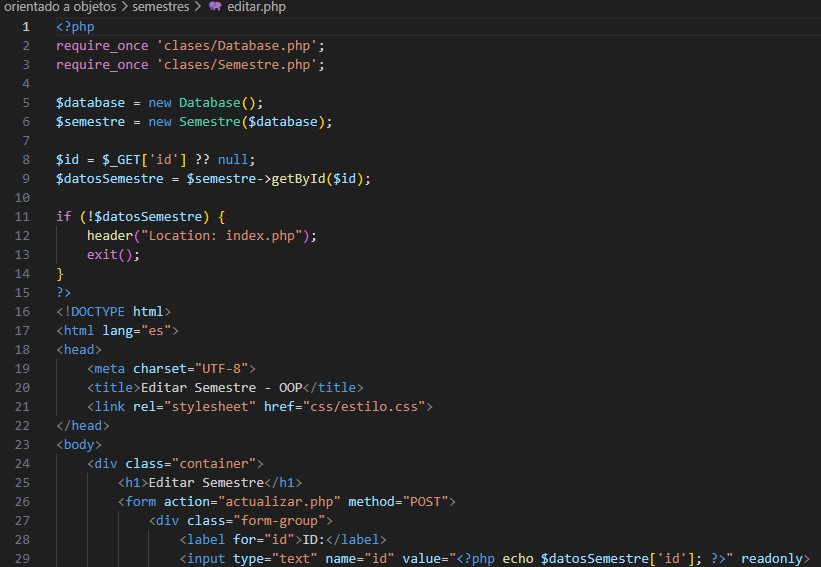 orientado a objetos > semestres > editar.php
1 <?php
2 require_once 'clases/Database.php';
3 require_once 'clases/Semestre.php';
4
5 $database = new Database();
6 $semestre = new Semestre($database);
7
8 $id = $_GET['id'] ?? null;
9 $datosSemestre = $semestre->getById($id);
10
11 if (!$datosSemestre) {
12     header("Location: index.php");
13     exit();
14 }
15 ?>
16 <!DOCTYPE html>
17 <html lang="es">
18 <head>
19     <meta charset="UTF-8">
20     <title>Editar Semestre - OOP</title>
21     <link rel="stylesheet" href="css/estilo.css">
22 </head>
23 <body>
24     <div class="container">
25         <h1>Editar Semestre</h1>
26         <form action="actualizar.php" method="POST">
27             <div class="form-group">
28                 <label for="id">ID:</label>
29                 <input type="text" name="id" value="<?php echo $datosSemestre['id']; ?>" readonly>